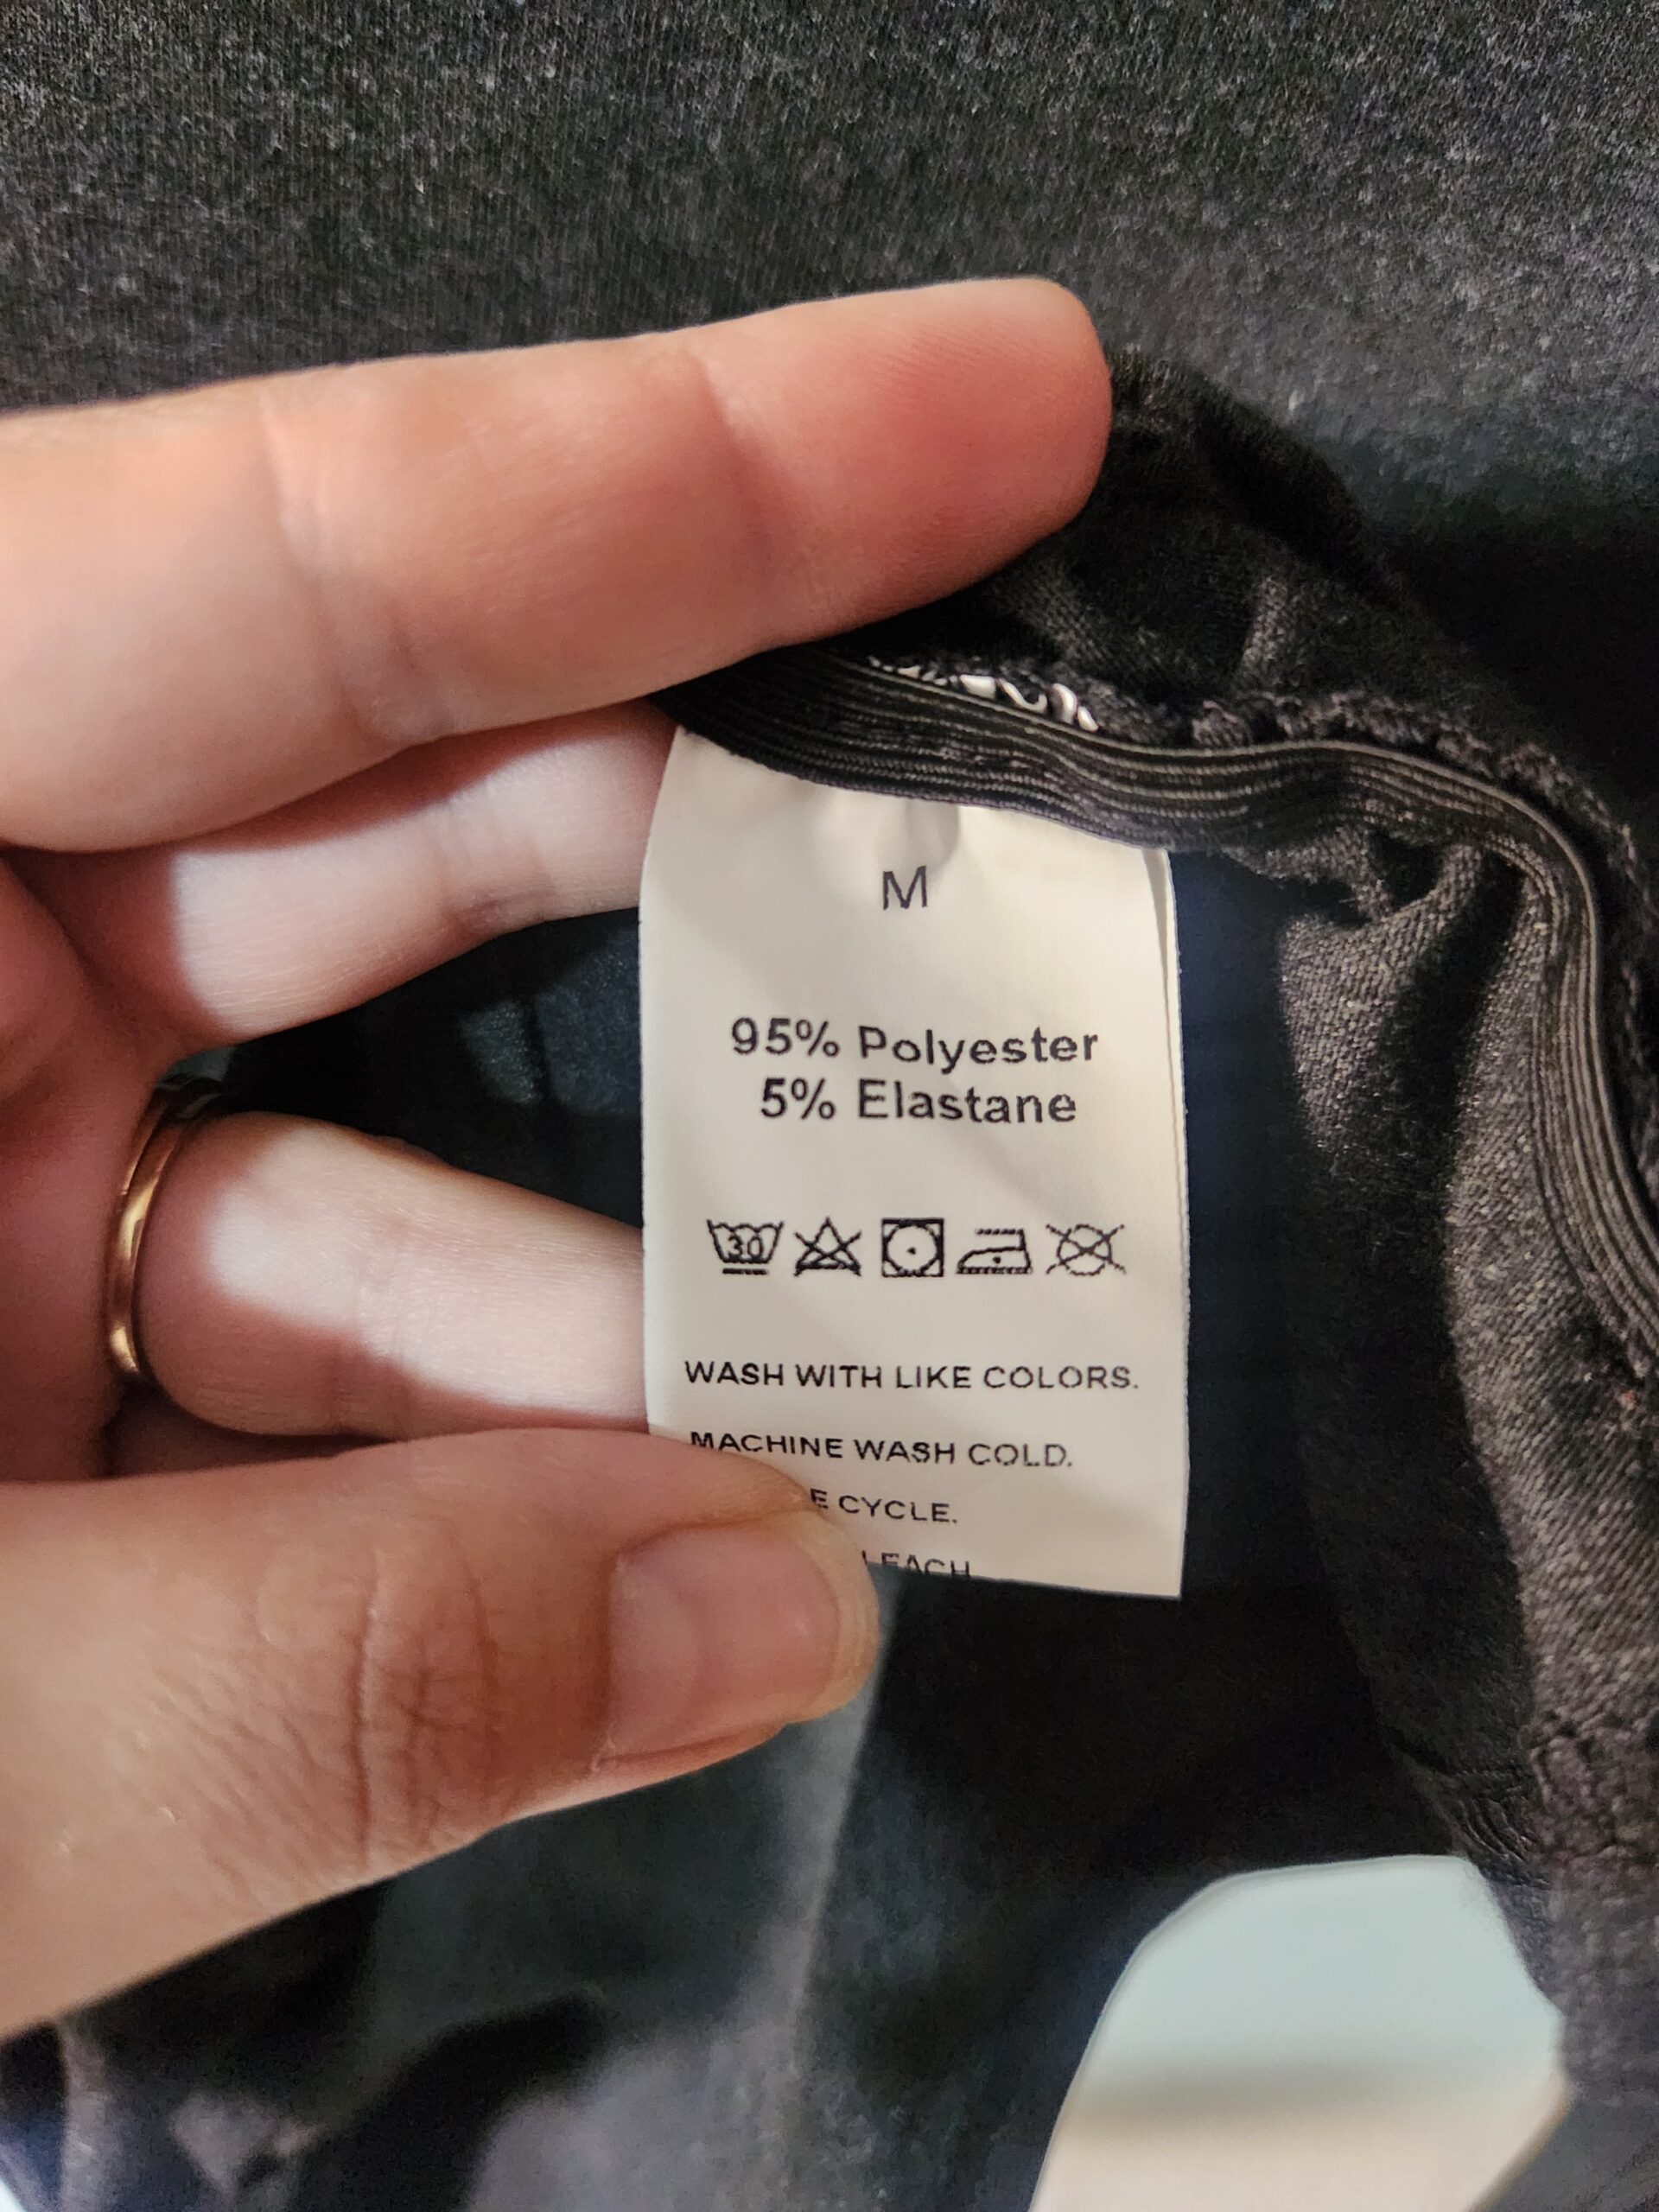 M
95% Polyester
5% Elastane
30
WASH WITH LIKE COLORS.
MACHINE WASH COLD.
CYCLE.